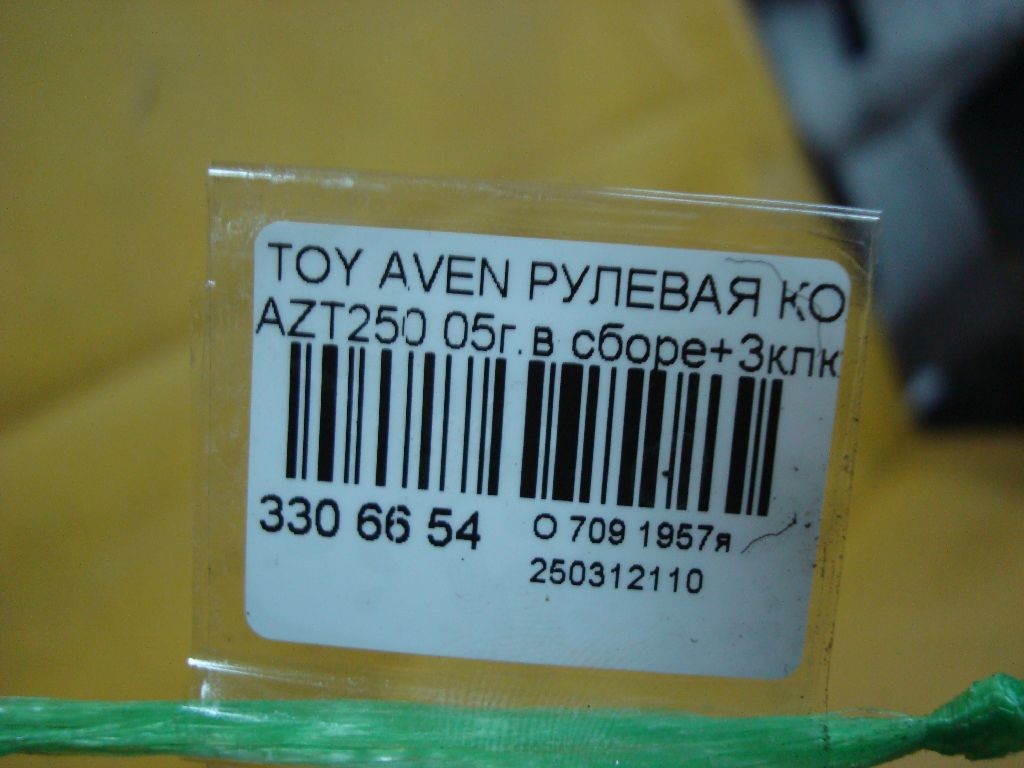 TOY AVEN РУЛЕВАЯ КО
AZT250 05г.в сборе+3клк
330 66 54
О 709 1957я
250312110